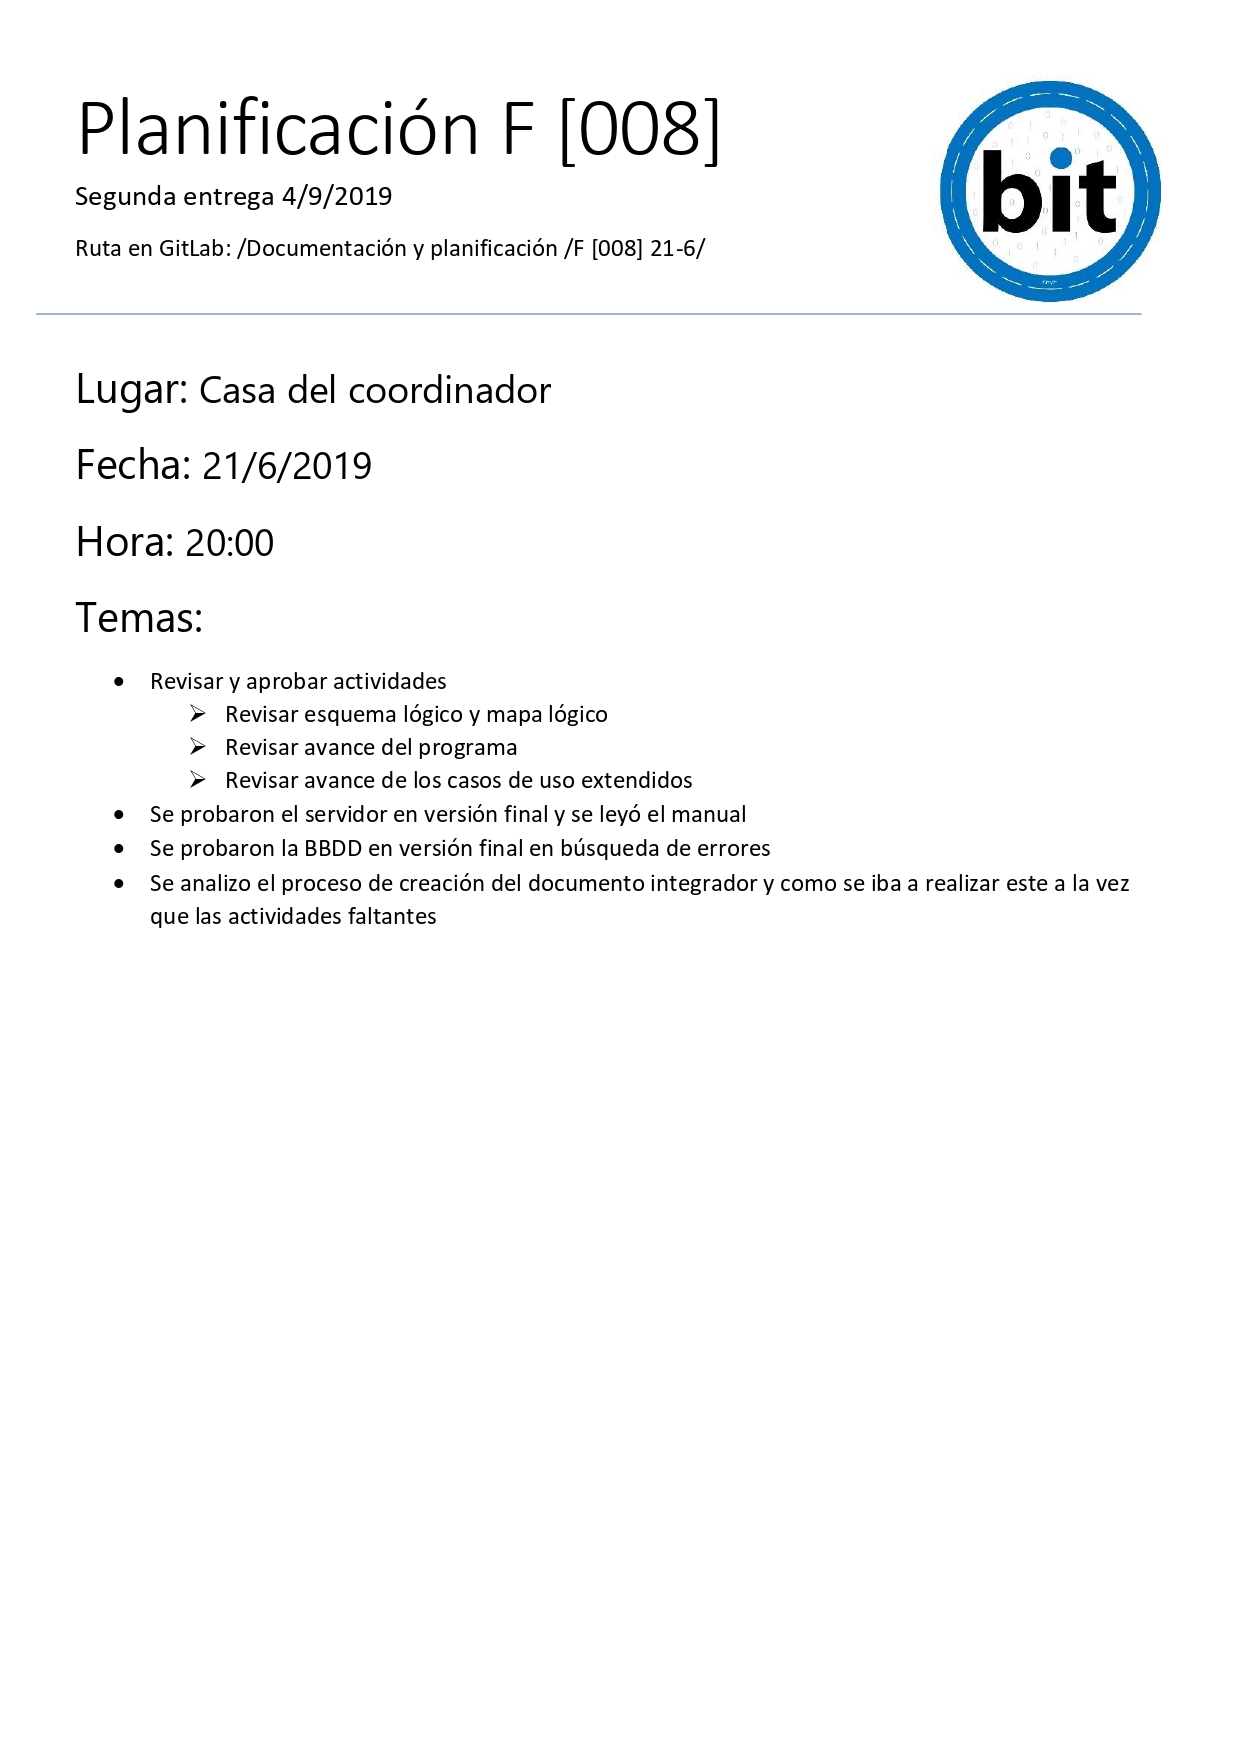 Planificación F [008]
Segunda entrega 4/9/2019
Ruta en GitLab: /Documentación y planificación /F [008] 21-6/
bit
Lugar: Casa del coordinador
Fecha: 21/6/2019
Hora: 20:00
Temas:
• Revisar y aprobar actividades
➢ Revisar esquema lógico y mapa lógico
➢ Revisar avance del programa
➢ Revisar avance de los casos de uso extendidos
• Se probaron el servidor en versión final y se leyó el manual
• Se probaron la BBDD en versión final en búsqueda de errores
• Se analizo el proceso de creación del documento integrador y como se iba a realizar este a la vez
que las actividades faltantes